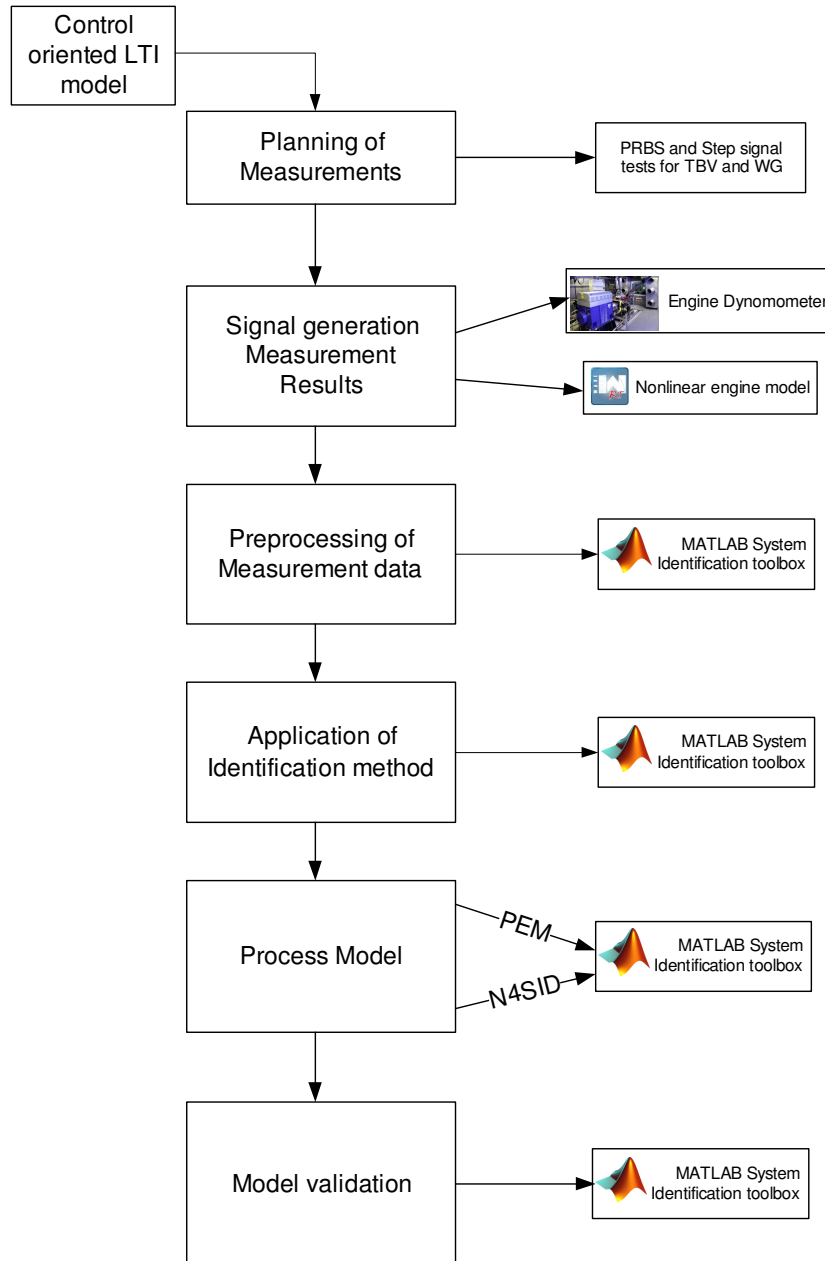 Control
oriented LTI
model
Planning of
Measurements
PRBS and Step signal
tests for TBV and WG
Signal generation
Measurement
Results
Engine Dynomometer
Nonlinear engine model
Preprocessing of
Measurement data
MATLAB System
Identification toolbox
Application of
Identification method
MATLAB System
Identification toolbox
Process Model
PEM
N4SID
MATLAB System
Identification toolbox
Model validation
MATLAB System
Identification toolbox